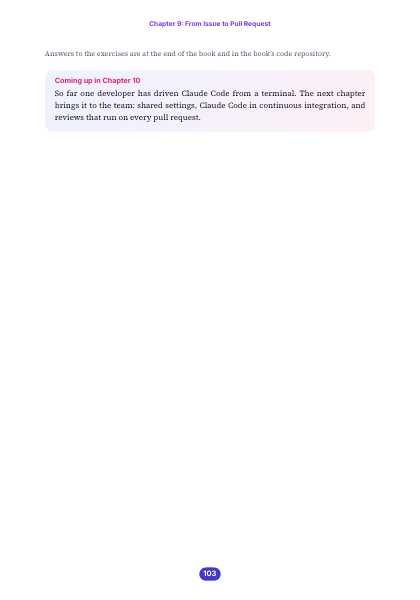 Chapter 9: From Issue to Pull Request
Answers to the exercises are at the end of the book and in the book's code repository.
Coming up in Chapter 10
So far one developer has driven Claude Code from a terminal. The next chapter
brings it to the team: shared settings, Claude Code in continuous integration, and
reviews that run on every pull request.
103